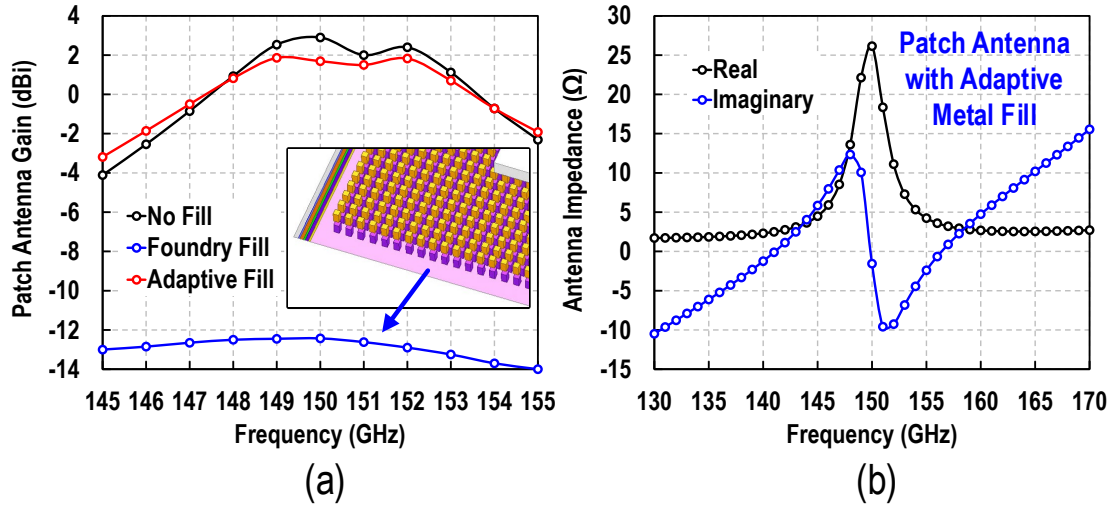 Patch Antenna Gain (dBi)
4
2
0
-2
-4
-6
-8
-10
-12
-14
No Fill
Foundry Fill
Adaptive Fill
145 146 147 148 149 150 151 152 153 154 155
Frequency (GHz)
(a)
Antenna Impedance (Ω)
30
25
20
15
10
5
0
-5
-10
-15
Real
Imaginary
Patch Antenna
with Adaptive
Metal Fill
130 135 140 145 150 155 160 165 170
Frequency (GHz)
(b)